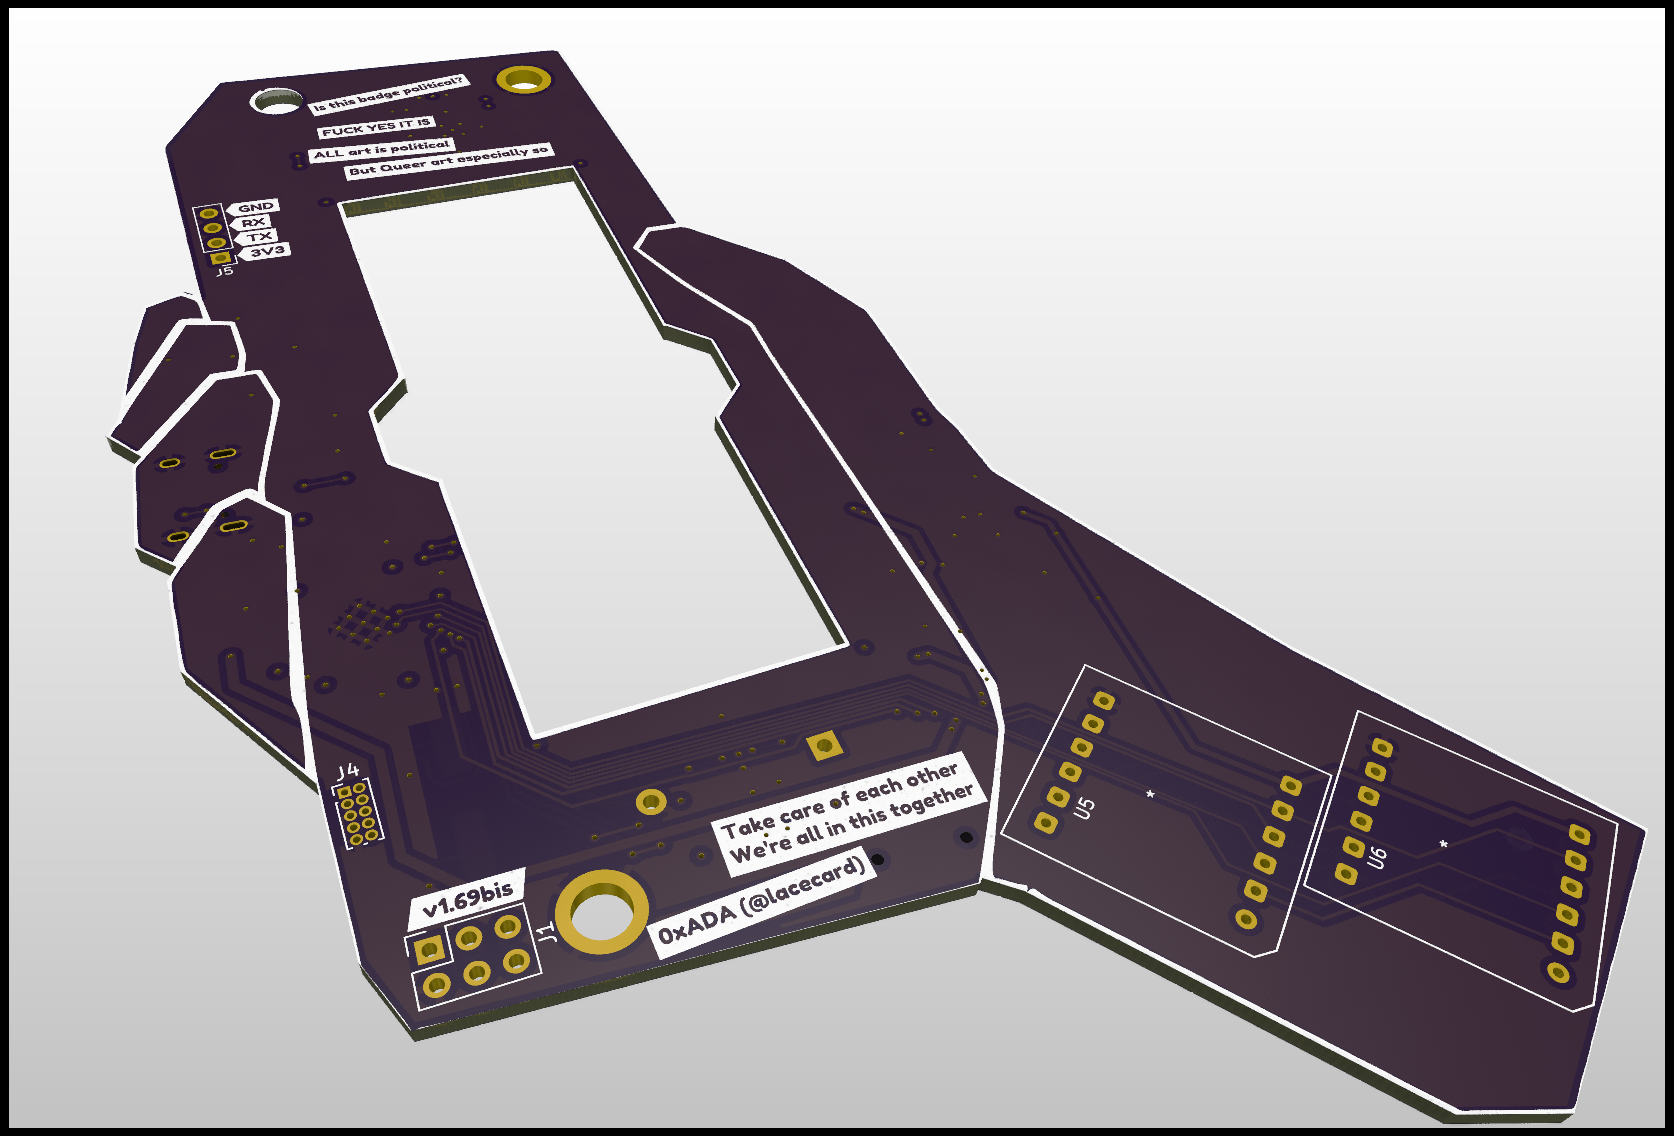 Is this badge political?
FUCK YES IT IS
ALL art is political
But Queer art especially so
GND
RX
TX
3V3
J5
J4
Take care of each other
We're all in this together
0xADA (@lacecard)
v1.69bis
J1
U5
*
U6
*